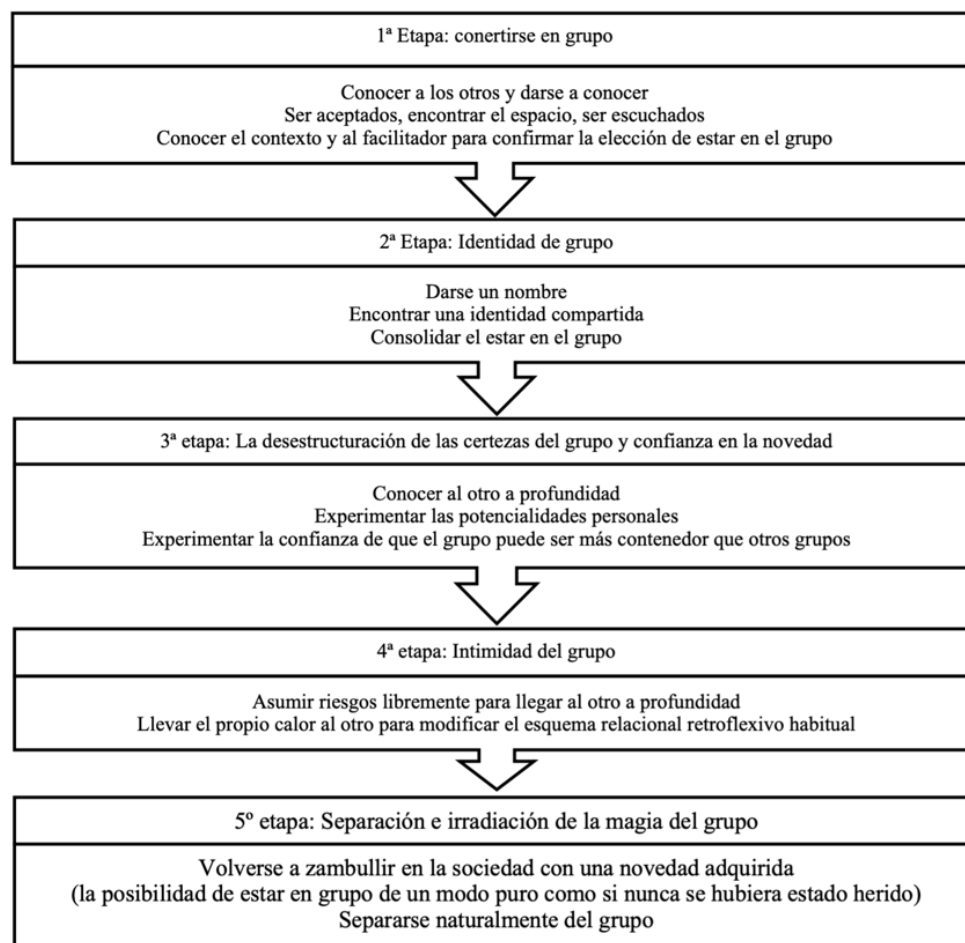 1ª Etapa: conertirse en grupo
Conocer a los otros y darse a conocer
Ser aceptados, encontrar el espacio, ser escuchados
Conocer el contexto y al facilitador para confirmar la elección de estar en el grupo
2ª Etapa: Identidad de grupo
Darse un nombre
Encontrar una identidad compartida
Consolidar el estar en el grupo
3ª etapa: La desestructuración de las certezas del grupo y confianza en la novedad
Conocer al otro a profundidad
Experimentar las potencialidades personales
Experimentar la confianza de que el grupo puede ser más contenedor que otros grupos
4ª etapa: Intimidad del grupo
Asumir riesgos libremente para llegar al otro a profundidad
Llevar el propio calor al otro para modificar el esquema relacional retroflexivo habitual
5º etapa: Separación e irradiación de la magia del grupo
Volverse a zambullir en la sociedad con una novedad adquirida
(la posibilidad de estar en grupo de un modo puro como si nunca se hubiera estado herido)
Separarse naturalmente del grupo